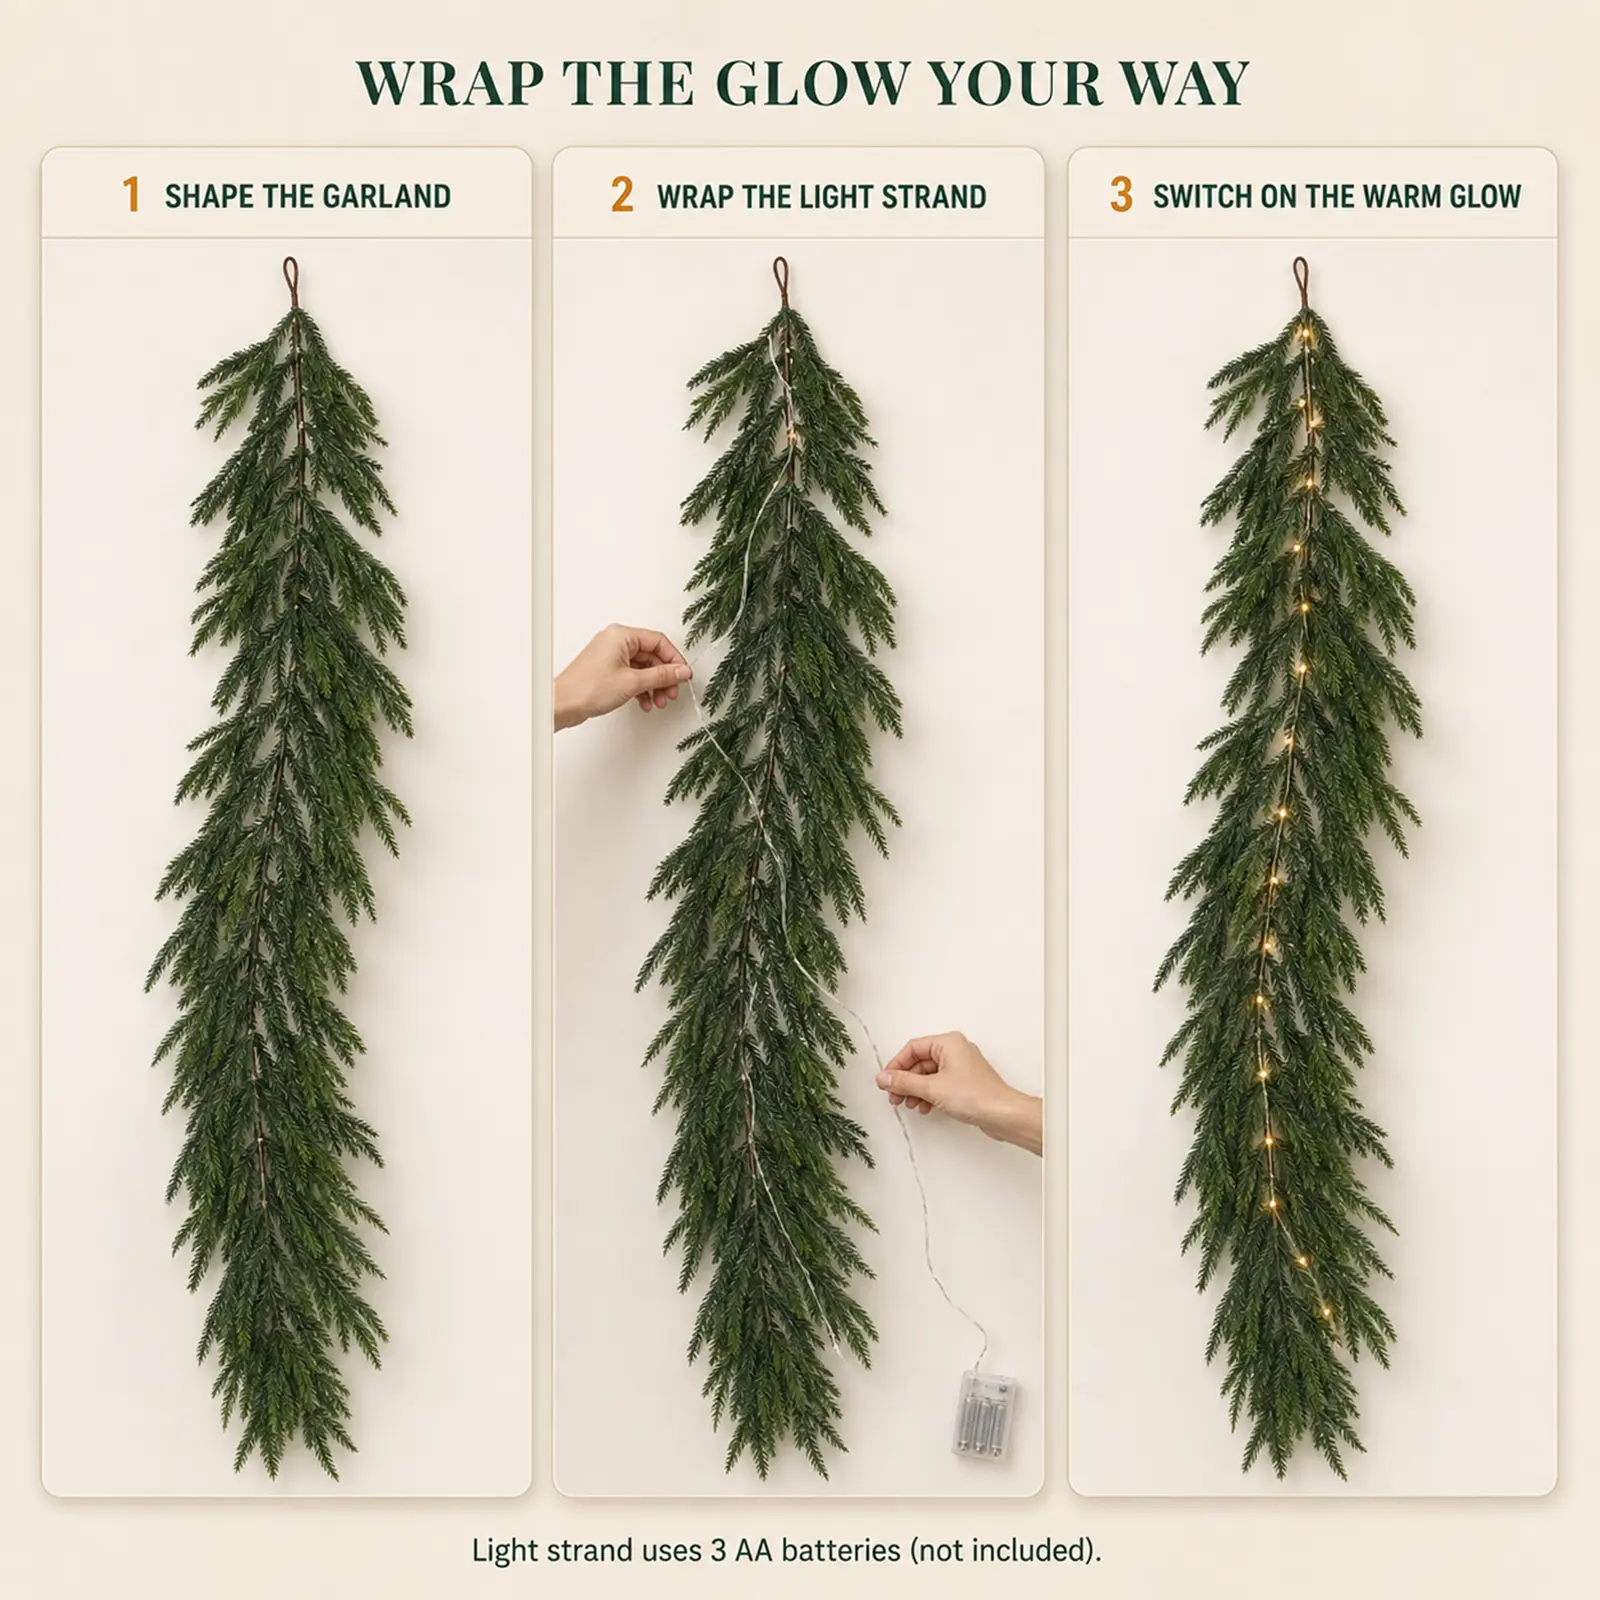 WRAP THE GLOW YOUR WAY
1 SHAPE THE GARLAND
2 WRAP THE LIGHT STRAND
3 SWITCH ON THE WARM GLOW
Light strand uses 3 AA batteries (not included).